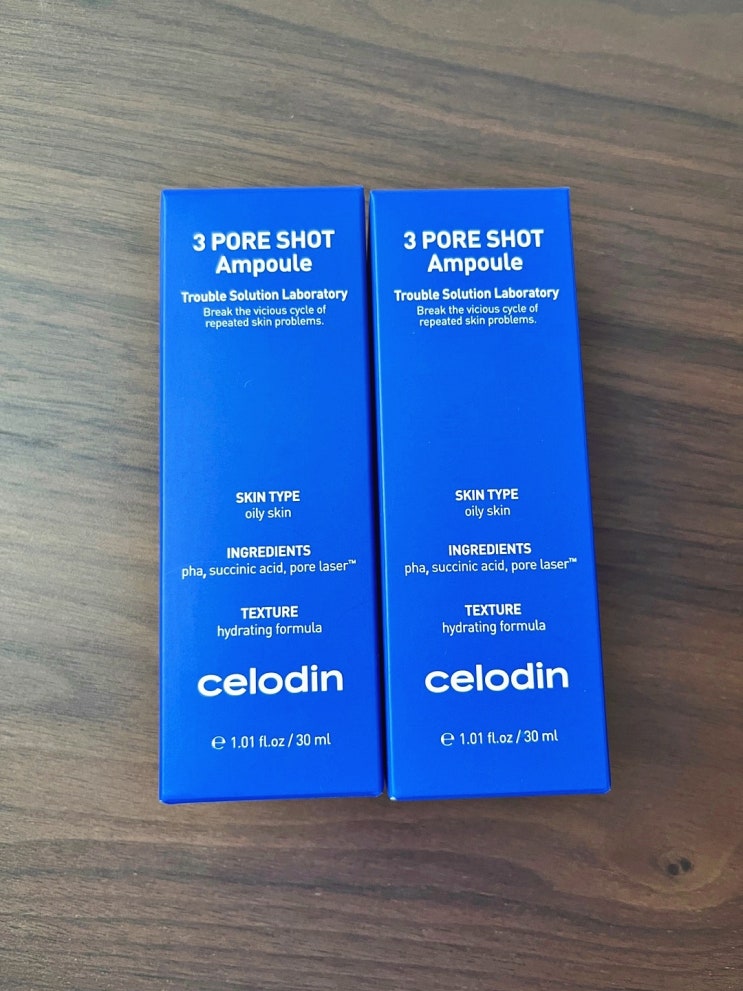 3 PORE SHOT
Ampoule
Trouble Solution Laboratory
Break the vicious cycle of
repeated skin problems.
SKIN TYPE
oily skin
INGREDIENTS
pha, succinic acid, pore laser™
TEXTURE
hydrating formula
celodin
℮ 1.01 fl.oz / 30 ml
3 PORE SHOT
Ampoule
Trouble Solution Laboratory
Break the vicious cycle of
repeated skin problems.
SKIN TYPE
oily skin
INGREDIENTS
pha, succinic acid, pore laser™
TEXTURE
hydrating formula
celodin
℮ 1.01 fl.oz / 30 ml